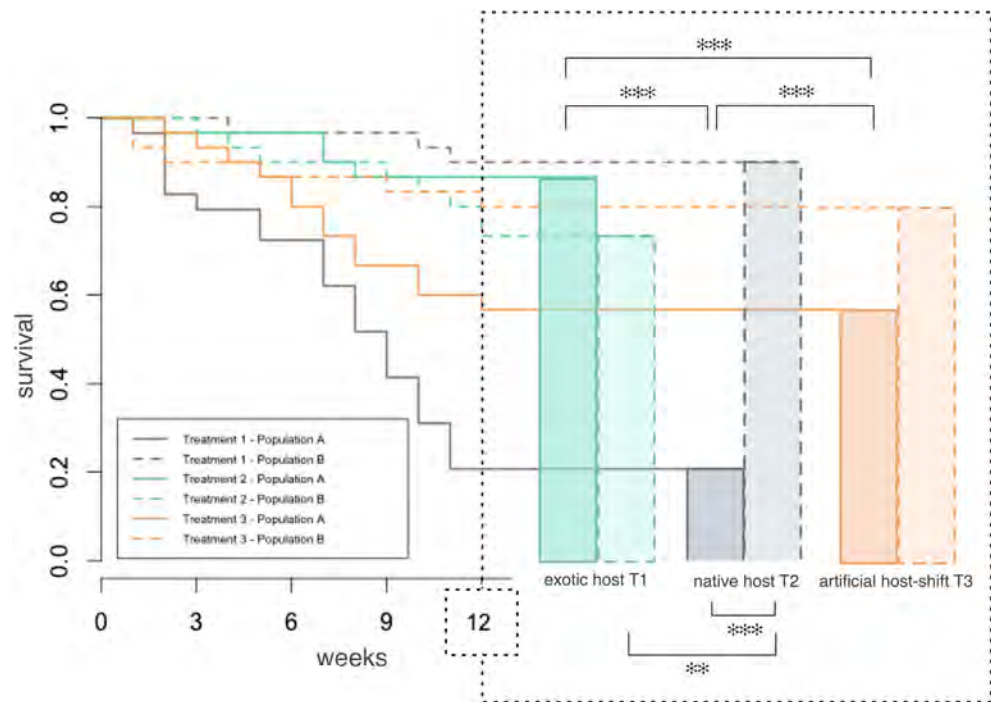 ***
*** ***
1.0
0.8
0.6
0.4
0.2
0.0
survival
Treatment 1 - Population A
Treatment 1 - Population B
Treatment 2 - Population A
Treatment 2 - Population B
Treatment 3 - Population A
Treatment 3 - Population B
exotic host T1 native host T2 artificial host-shift T3
0 3 6 9 12
weeks
***
**